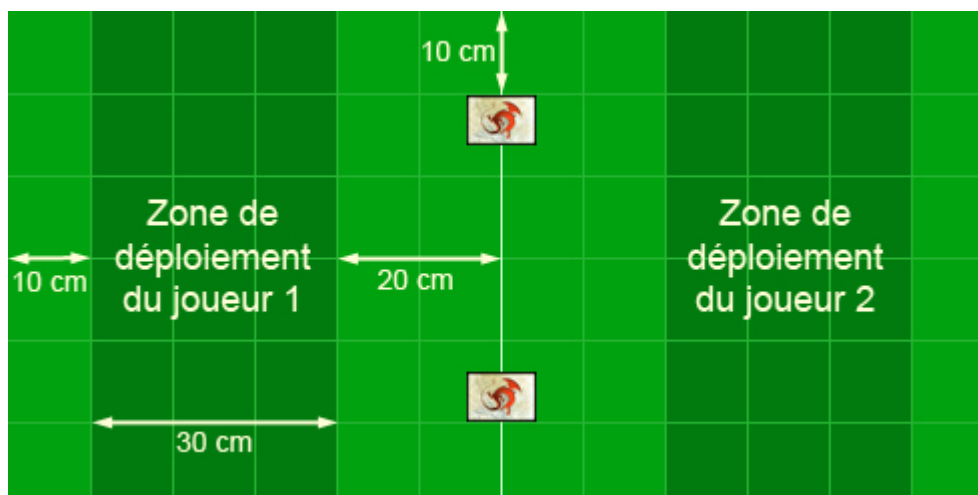 10 cm
Zone de
déploiement
du joueur 1
Zone de
déploiement
du joueur 2
10 cm
20 cm
30 cm